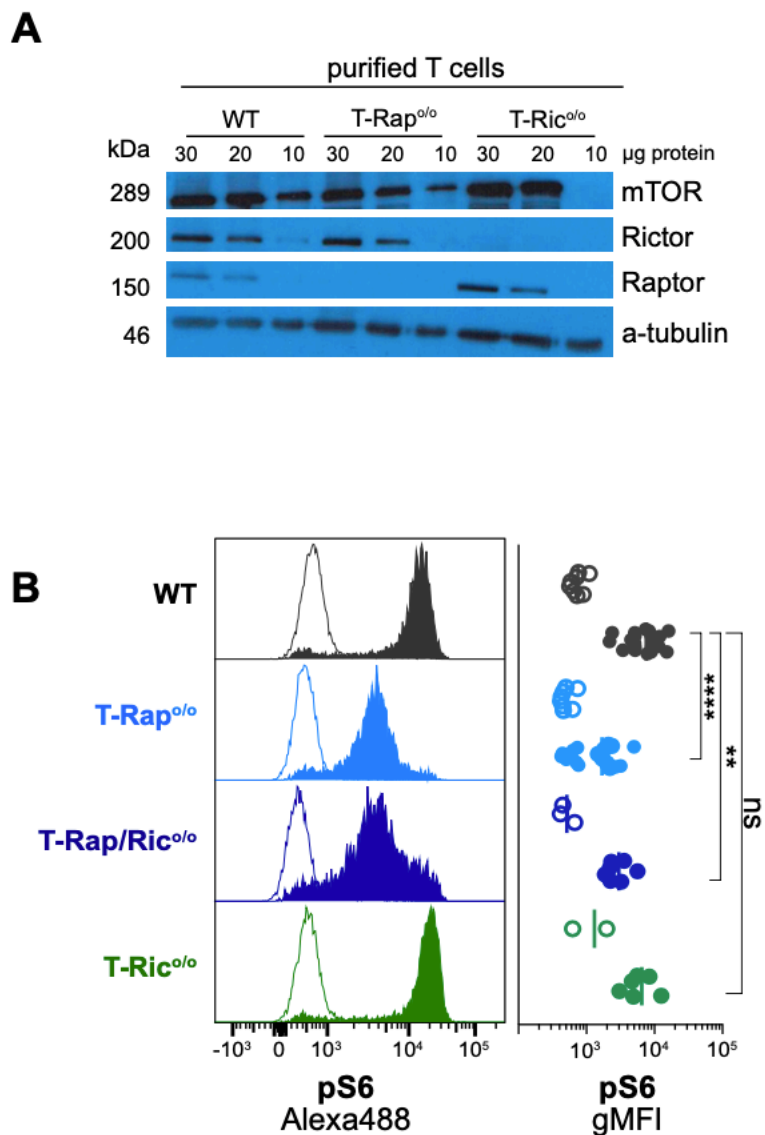 A
purified T cells
WT T-Rapo/o T-Rico/o
kDa 30 20 10 30 20 10 30 20 10 µg protein
289 mTOR
200 Rictor
150 Raptor
46 a-tubulin
B
WT
T-Rapo/o
T-Rap/Rico/o
T-Rico/o
****
**
ns
-10³ 0 10³ 10⁴ 10⁵ 10³ 10⁴ 10⁵
pS6 pS6
Alexa488 gMFI